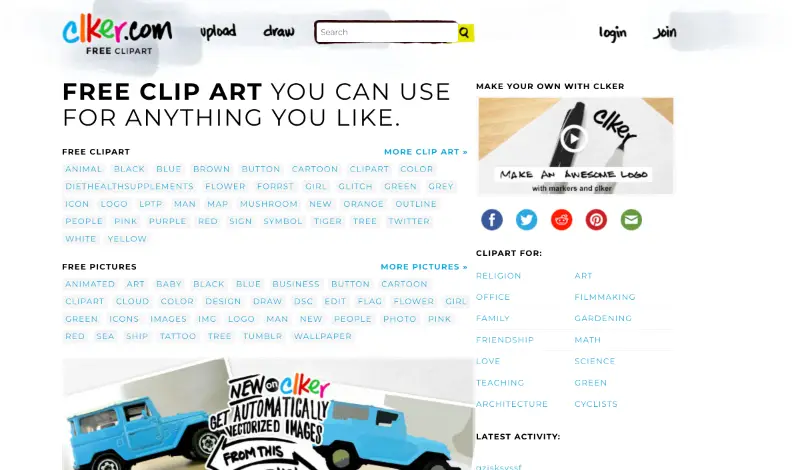 clker.com
FREE CLIPART
upload
draw
Search
login
join
FREE CLIP ART YOU CAN USE
FOR ANYTHING YOU LIKE.
FREE CLIPART
MORE CLIP ART »
ANIMAL BLACK BLUE BROWN BUTTON CARTOON CLIPART COLOR
DIETHEALTHSUPPLEMENTS FLOWER FORRST GIRL GLITCH GREEN GREY
ICON LOGO LPTP MAN MAP MUSHROOM NEW ORANGE OUTLINE
PEOPLE PINK PURPLE RED SIGN SYMBOL TIGER TREE TWITTER
WHITE YELLOW
FREE PICTURES
MORE PICTURES »
ANIMATED ART BABY BLACK BLUE BUSINESS BUTTON CARTOON
CLIPART CLOUD COLOR DESIGN DRAW DSC EDIT FLAG FLOWER GIRL
GREEN ICONS IMAGES IMG LOGO MAN NEW PEOPLE PHOTO PINK
RED SEA SHIP TATTOO TREE TUMBLR WALLPAPER
NEW on clker
GET AUTOMATICALLY
VECTORIZED IMAGES
FROM THIS
MAKE YOUR OWN WITH CLKER
clker
MAKE AN AWESOME LOGO
with markers and clker
CLIPART FOR:
RELIGION ART
OFFICE FILMMAKING
FAMILY GARDENING
FRIENDSHIP MATH
LOVE SCIENCE
TEACHING GREEN
ARCHITECTURE CYCLISTS
LATEST ACTIVITY: